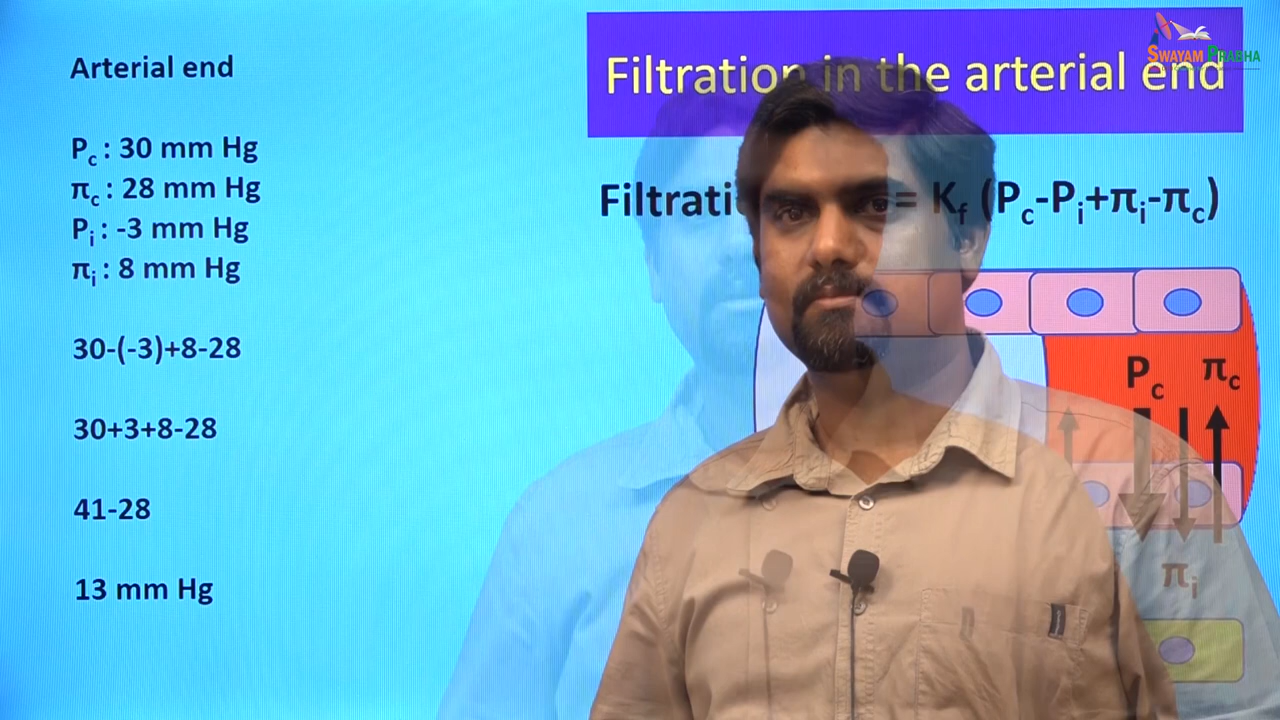 Arterial end
Pc : 30 mm Hg
πc : 28 mm Hg
Pi : -3 mm Hg
πi : 8 mm Hg
30-(-3)+8-28
30+3+8-28
41-28
13 mm Hg
SWAYAM PRABHA
Filtration in the arterial end
= Kf (Pc-Pi+πi-πc)
Pc πc
πi